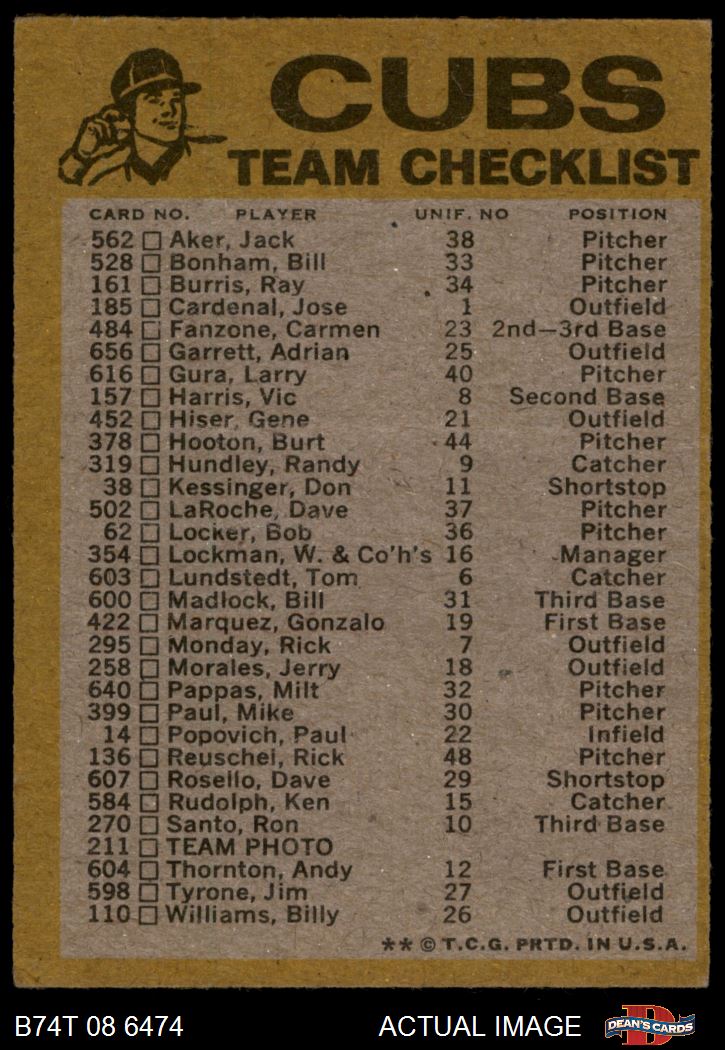 CUBS
TEAM CHECKLIST
CARD NO. PLAYER UNIF. NO POSITION
562 Aker, Jack 38 Pitcher
528 Bonham, Bill 33 Pitcher
161 Burris, Ray 34 Pitcher
185 Cardenal, Jose 1 Outfield
484 Fanzone, Carmen 23 2nd—3rd Base
656 Garrett, Adrian 25 Outfield
616 Gura, Larry 40 Pitcher
157 Harris, Vic 8 Second Base
452 Hiser, Gene 21 Outfield
378 Hooton, Burt 44 Pitcher
319 Hundley, Randy 9 Catcher
38 Kessinger, Don 11 Shortstop
502 LaRoche, Dave 37 Pitcher
62 Locker, Bob 36 Pitcher
354 Lockman, W. & Co'h's 16 Manager
603 Lundstedt, Tom 6 Catcher
600 Madlock, Bill 31 Third Base
422 Marquez, Gonzalo 19 First Base
295 Monday, Rick 7 Outfield
258 Morales, Jerry 18 Outfield
640 Pappas, Milt 32 Pitcher
399 Paul, Mike 30 Pitcher
14 Popovich, Paul 22 Infield
136 Reuschel, Rick 48 Pitcher
607 Rosello, Dave 29 Shortstop
584 Rudolph, Ken 15 Catcher
270 Santo, Ron 10 Third Base
211 TEAM PHOTO
604 Thornton, Andy 12 First Base
598 Tyrone, Jim 27 Outfield
110 Williams, Billy 26 Outfield
** © T.C.G. PRTD. IN U.S.A.
B74T 08 6474 ACTUAL IMAGE D DEAN'S CARDS